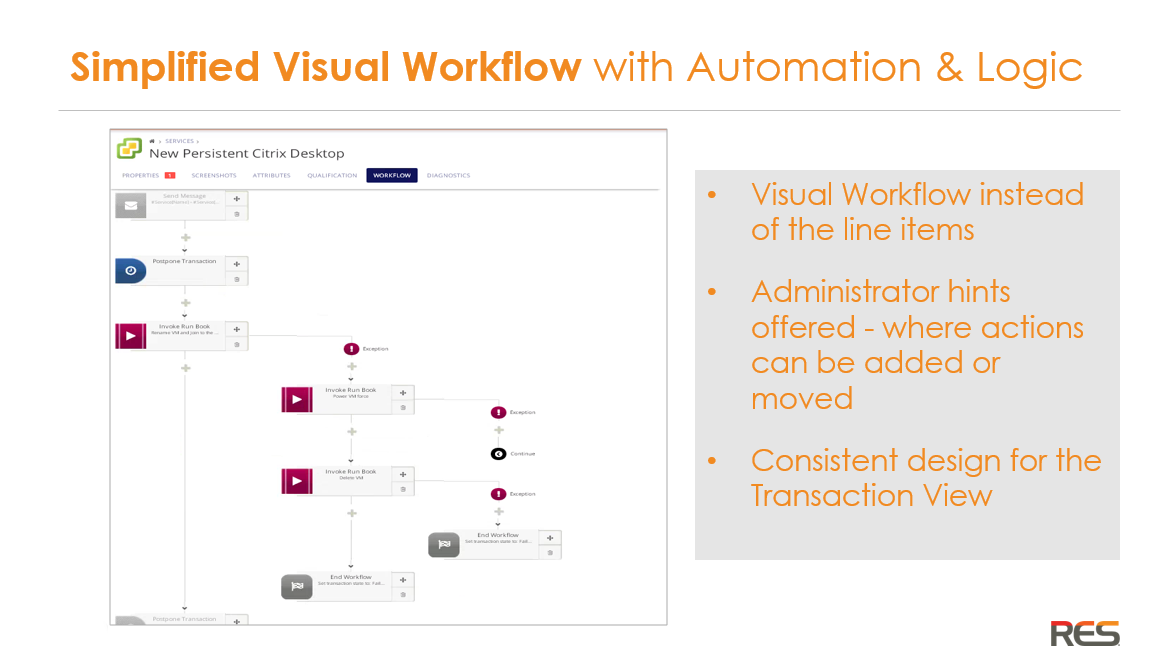 Simplified Visual Workflow with Automation & Logic
SERVICES
New Persistent Citrix Desktop
PROPERTIES 1 SCREENSHOTS ATTRIBUTES QUALIFICATION WORKFLOW DIAGNOSTICS
Send Message
Postpone Transaction
Invoke Run Book
Rename VM and join to the ...
Exception
Invoke Run Book
Power VM force
Exception
Continue
Invoke Run Book
Delete VM
Exception
End Workflow
Set transaction state to: Fail...
End Workflow
Set transaction state to: Fail...
Postpone Transaction
• Visual Workflow instead
of the line items
• Administrator hints
offered - where actions
can be added or
moved
• Consistent design for the
Transaction View
RES